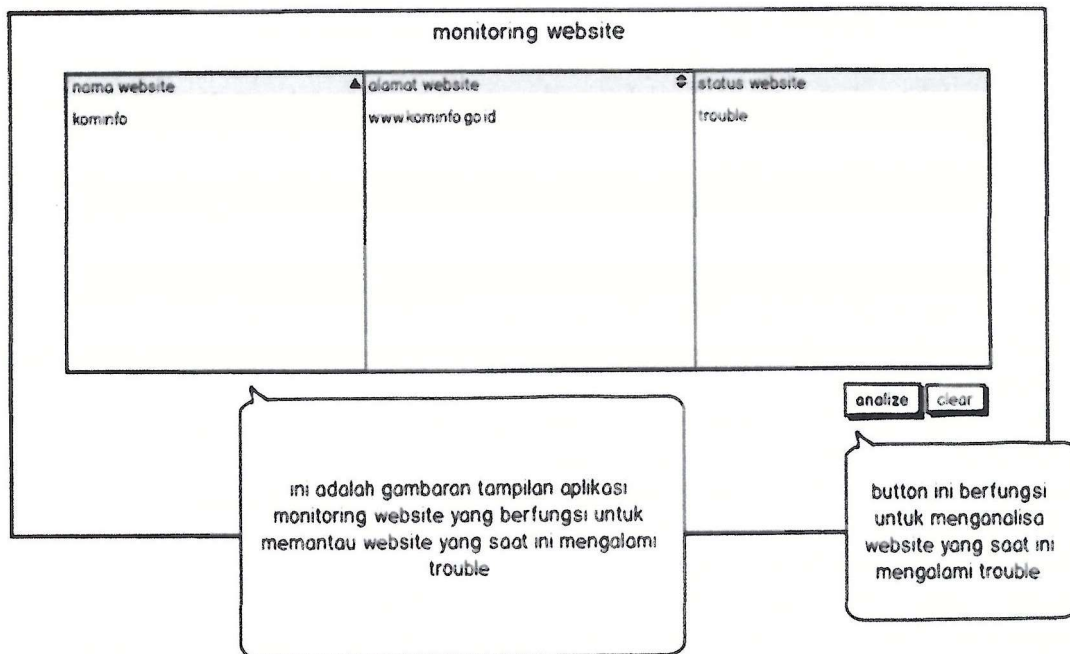 monitoring website
nama website alamat website status website
kominfo www.kominfo.go.id trouble
analize clear
ini adalah gambaran tampilan aplikasi
monitoring website yang berfungsi untuk
memantau website yang saat ini mengalami
trouble
button ini berfungsi
untuk menganalisa
website yang saat ini
mengalami trouble